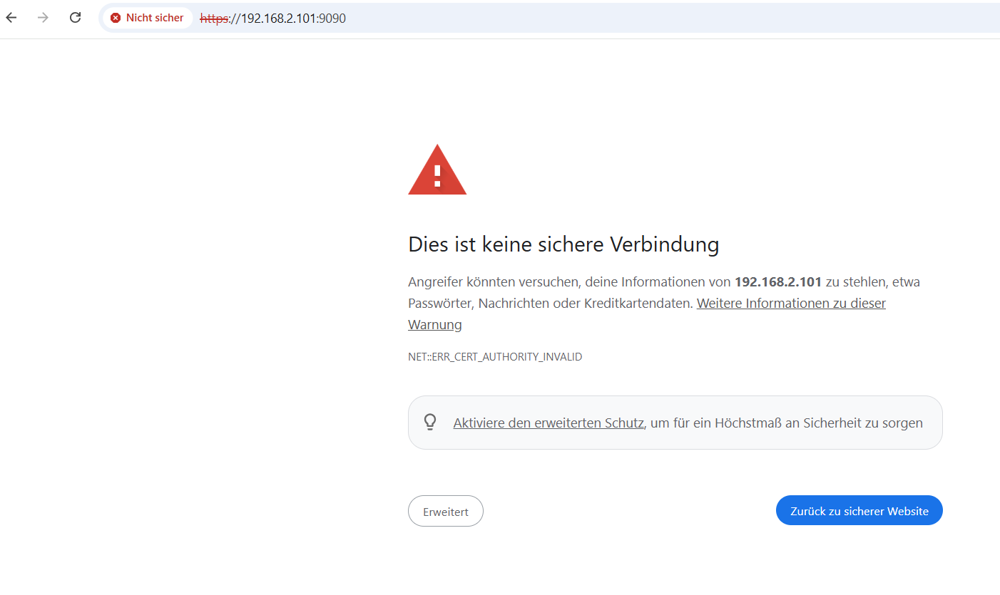 Nicht sicher https://192.168.2.101:9090
Dies ist keine sichere Verbindung
Angreifer könnten versuchen, deine Informationen von 192.168.2.101 zu stehlen, etwa
Passwörter, Nachrichten oder Kreditkartendaten. Weitere Informationen zu dieser
Warnung
NET::ERR_CERT_AUTHORITY_INVALID
Aktiviere den erweiterten Schutz, um für ein Höchstmaß an Sicherheit zu sorgen
Erweitert
Zurück zu sicherer Website